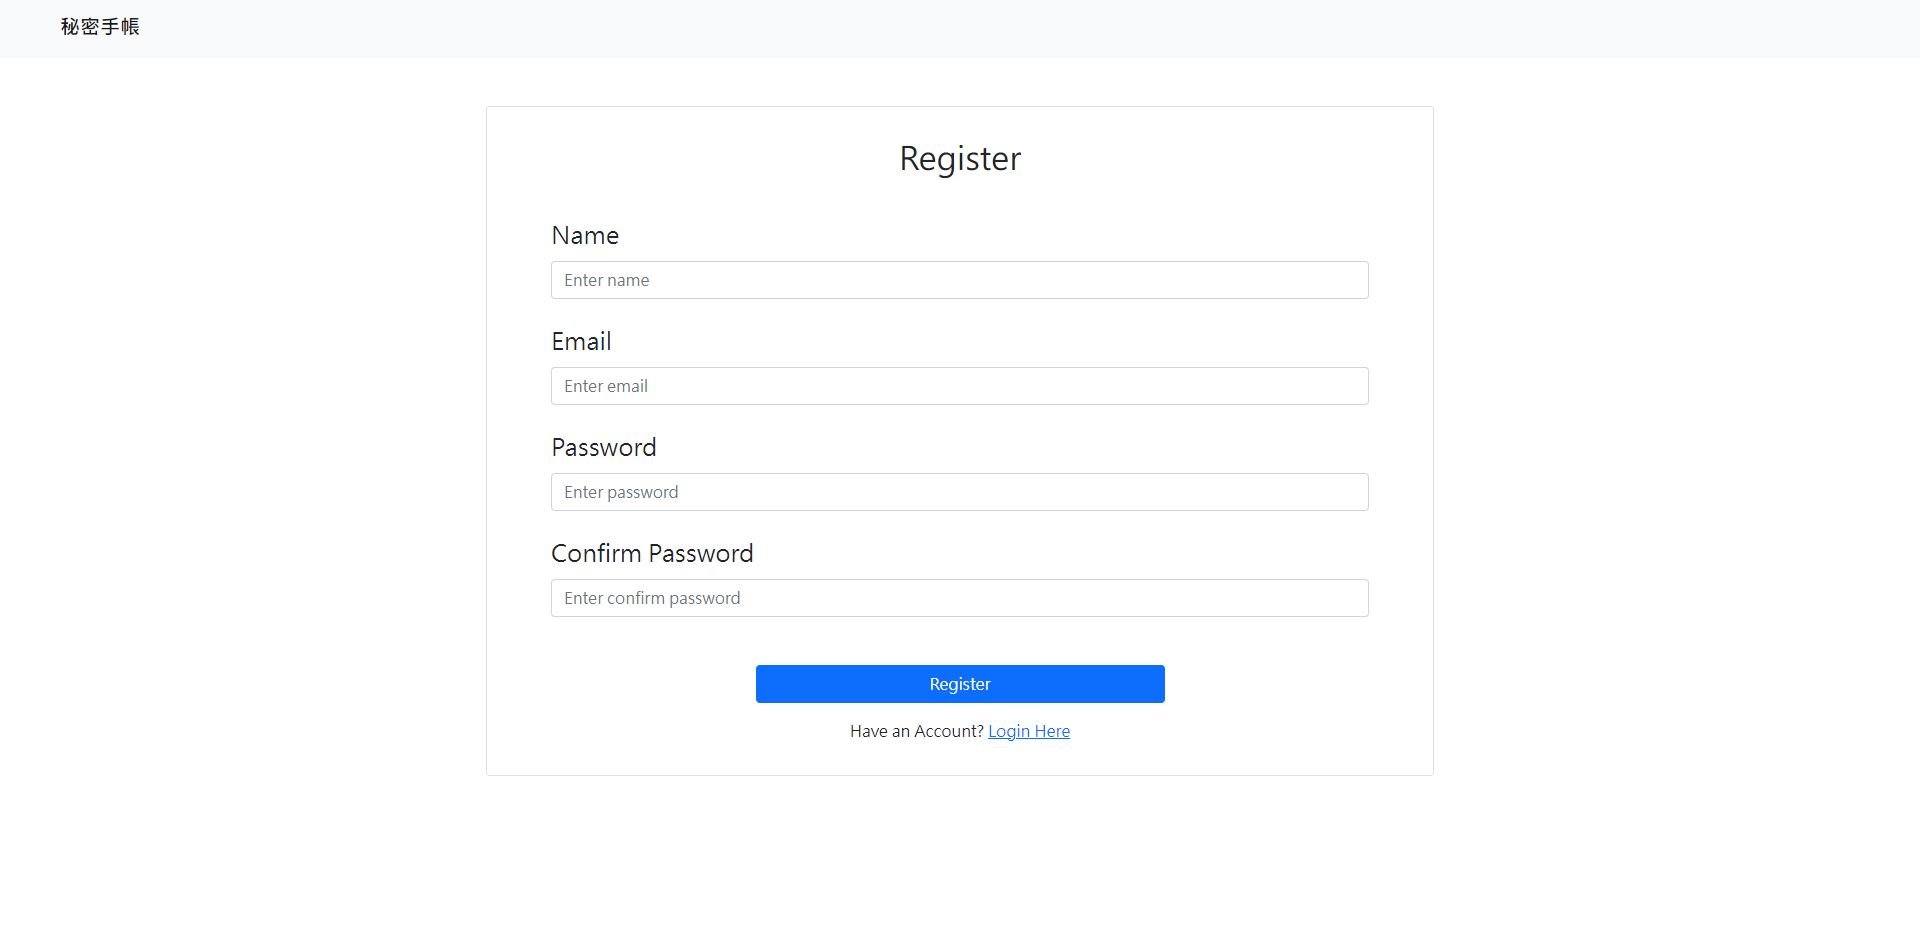 秘密手帳
Register
Name
Enter name
Email
Enter email
Password
Enter password
Confirm Password
Enter confirm password
Register
Have an Account? Login Here